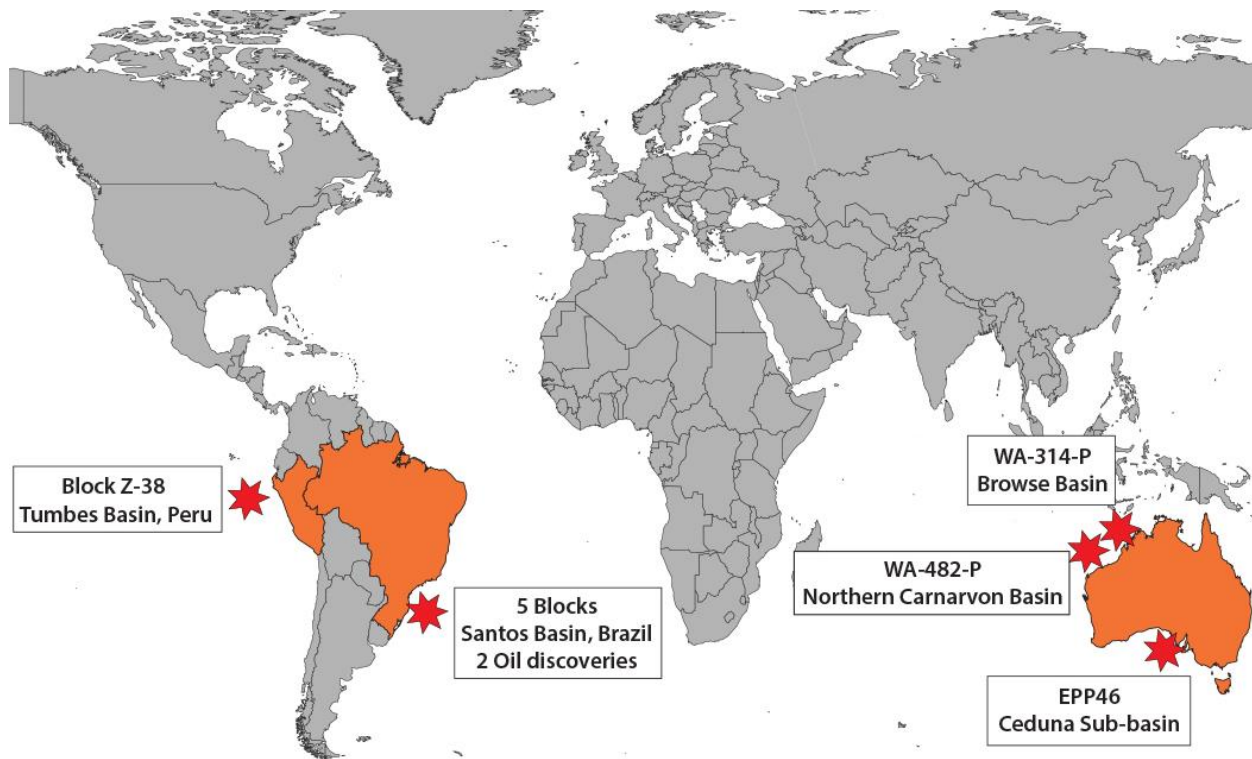 Block Z-38
Tumbes Basin, Peru
5 Blocks
Santos Basin, Brazil
2 Oil discoveries
WA-314-P
Browse Basin
WA-482-P
Northern Carnarvon Basin
EPP46
Ceduna Sub-basin